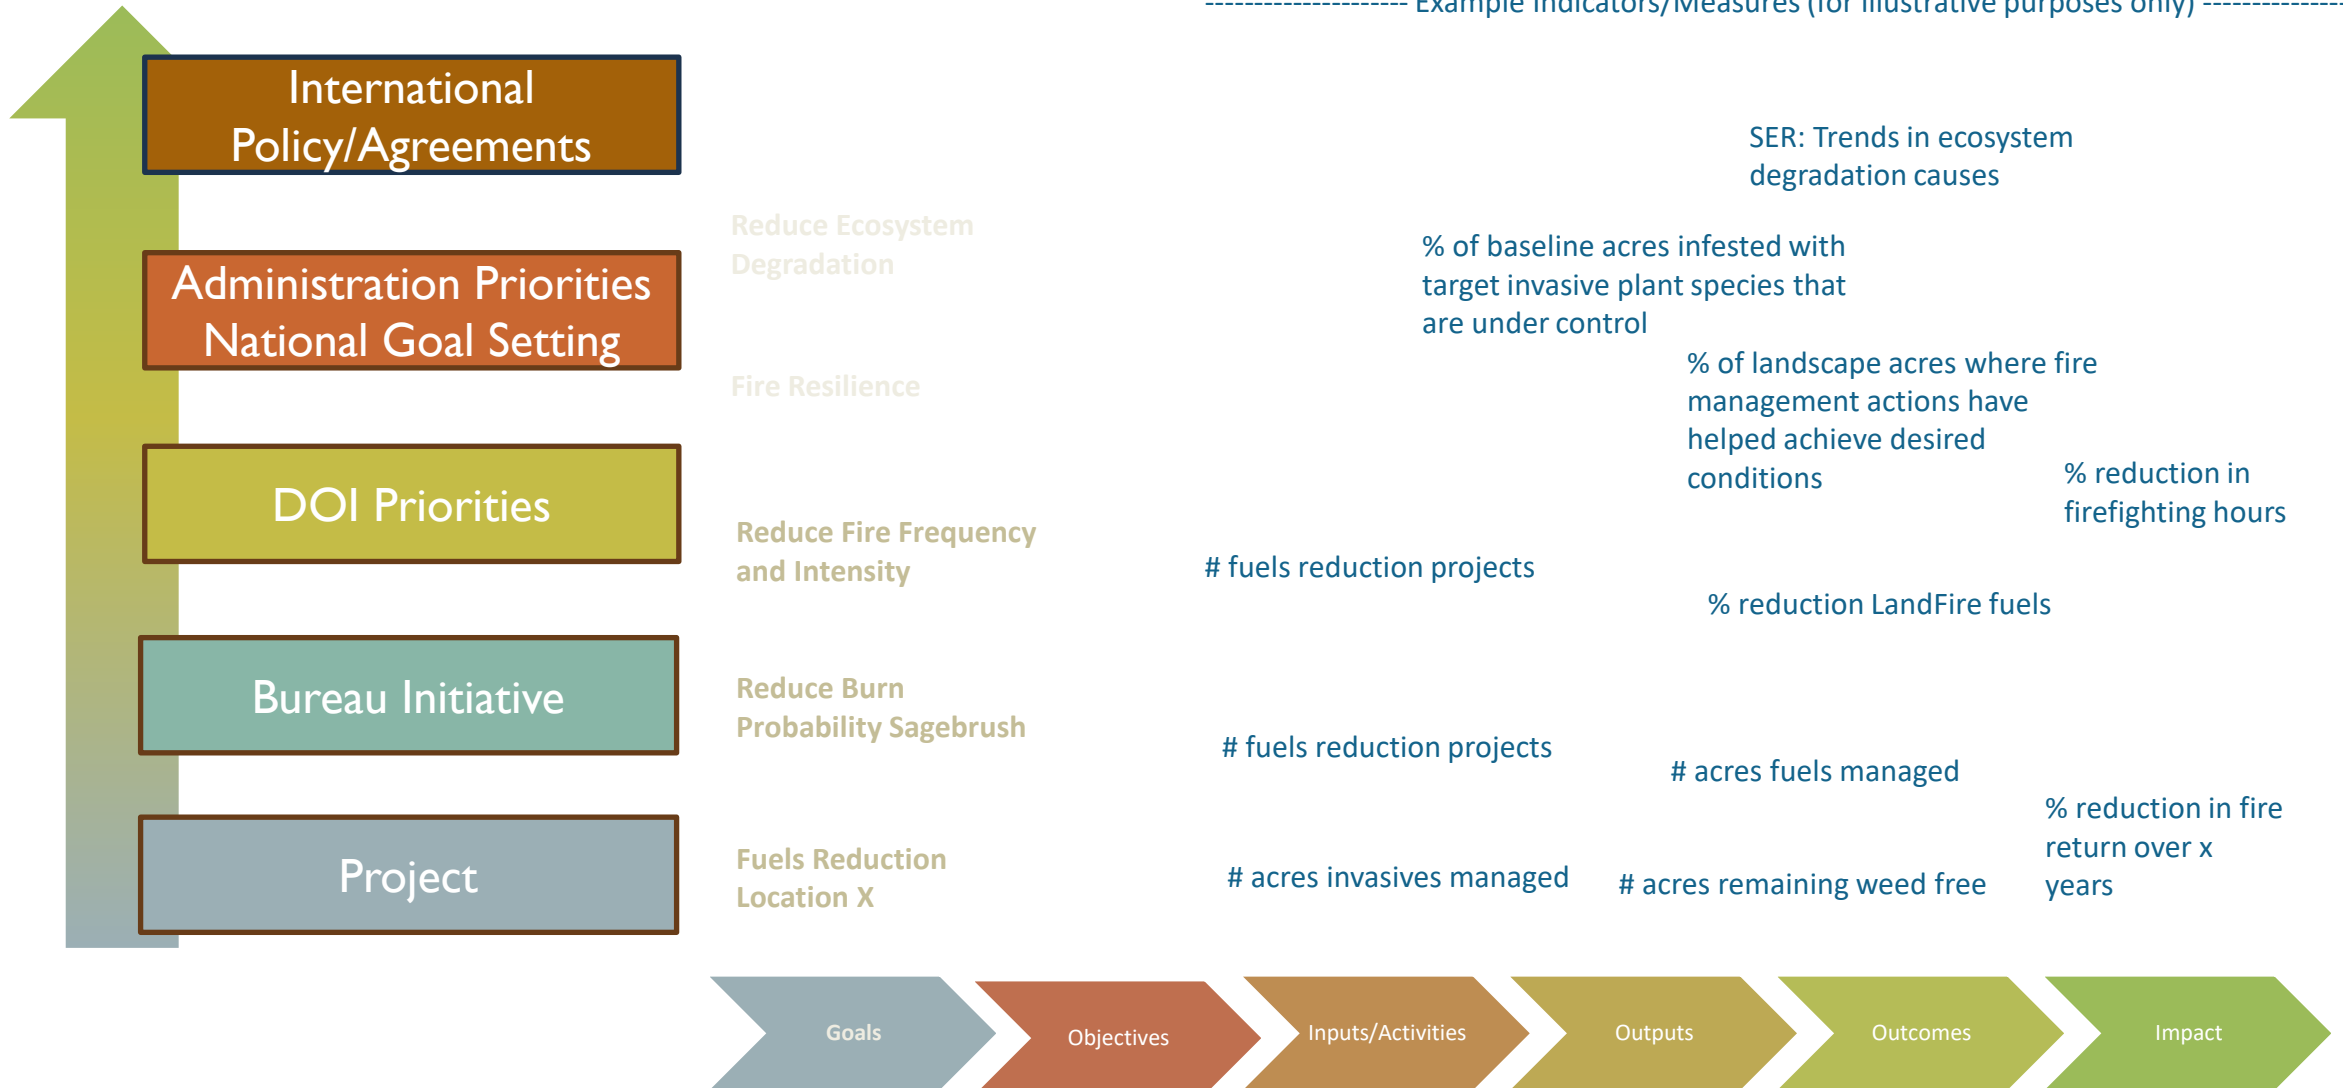 --------------------- Example Indicators/Measures (for illustrative purposes only) ---------------
International
Policy/Agreements
SER: Trends in ecosystem
degradation causes
Reduce Ecosystem
Degradation
Administration Priorities
National Goal Setting
% of baseline acres infested with
target invasive plant species that
are under control
Fire Resilience
% of landscape acres where fire
management actions have
helped achieve desired
conditions
% reduction in
firefighting hours
DOI Priorities
Reduce Fire Frequency
and Intensity
# fuels reduction projects
% reduction LandFire fuels
Bureau Initiative
Reduce Burn
Probability Sagebrush
# fuels reduction projects
# acres fuels managed
% reduction in fire
return over x
years
Project
Fuels Reduction
Location X
# acres invasives managed
# acres remaining weed free
Goals
Objectives
Inputs/Activities
Outputs
Outcomes
Impact